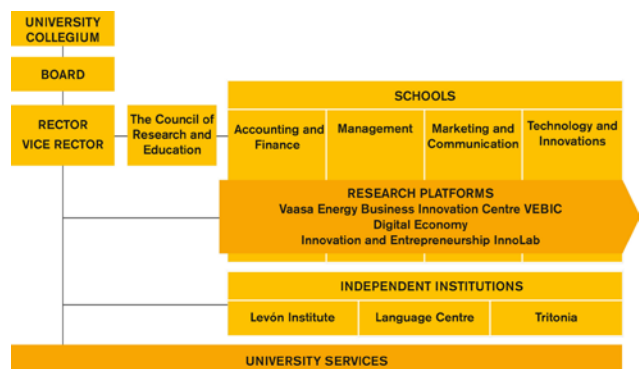 UNIVERSITY
COLLEGIUM
BOARD
RECTOR
VICE RECTOR
The Council of
Research and
Education
SCHOOLS
Accounting and
Finance
Management
Marketing and
Communication
Technology and
Innovations
RESEARCH PLATFORMS
Vaasa Energy Business Innovation Centre VEBIC
Digital Economy
Innovation and Entrepreneurship InnoLab
INDEPENDENT INSTITUTIONS
Levón Institute
Language Centre
Tritonia
UNIVERSITY SERVICES